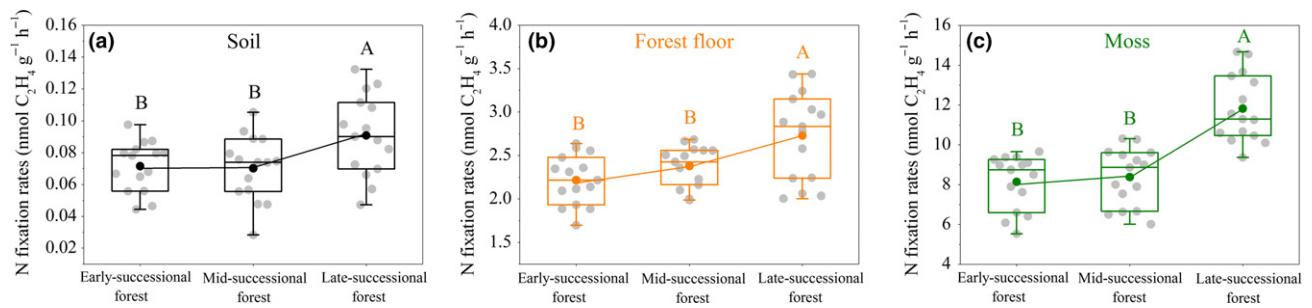 N fixation rates (nmol C₂H₄ g⁻¹ h⁻¹)
0.16
0.14
0.12
0.10
0.08
0.06
0.04
0.02
(a)
Soil
B
B
A
Early-successional
forest
Mid-successional
forest
Late-successional
forest
N fixation rates (nmol C₂H₄ g⁻¹ h⁻¹)
4.0
3.5
3.0
2.5
2.0
1.5
(b)
Forest floor
B
B
A
Early-successional
forest
Mid-successional
forest
Late-successional
forest
N fixation rates (nmol C₂H₄ g⁻¹ h⁻¹)
16
14
12
10
8
6
4
(c)
Moss
B
B
A
Early-successional
forest
Mid-successional
forest
Late-successional
forest